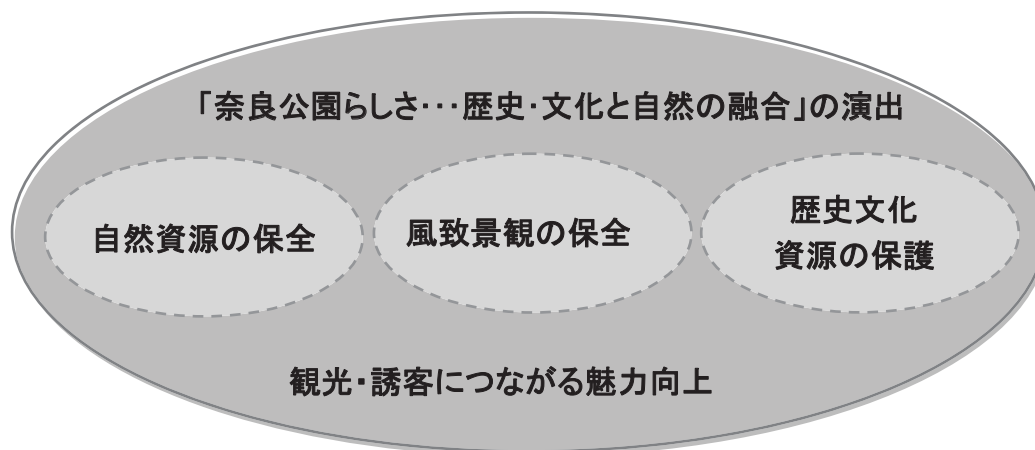 「奈良公園らしさ･･･歴史･文化と自然の融合」の演出
自然資源の保全
風致景観の保全
歴史文化
資源の保護
観光･誘客につながる魅力向上